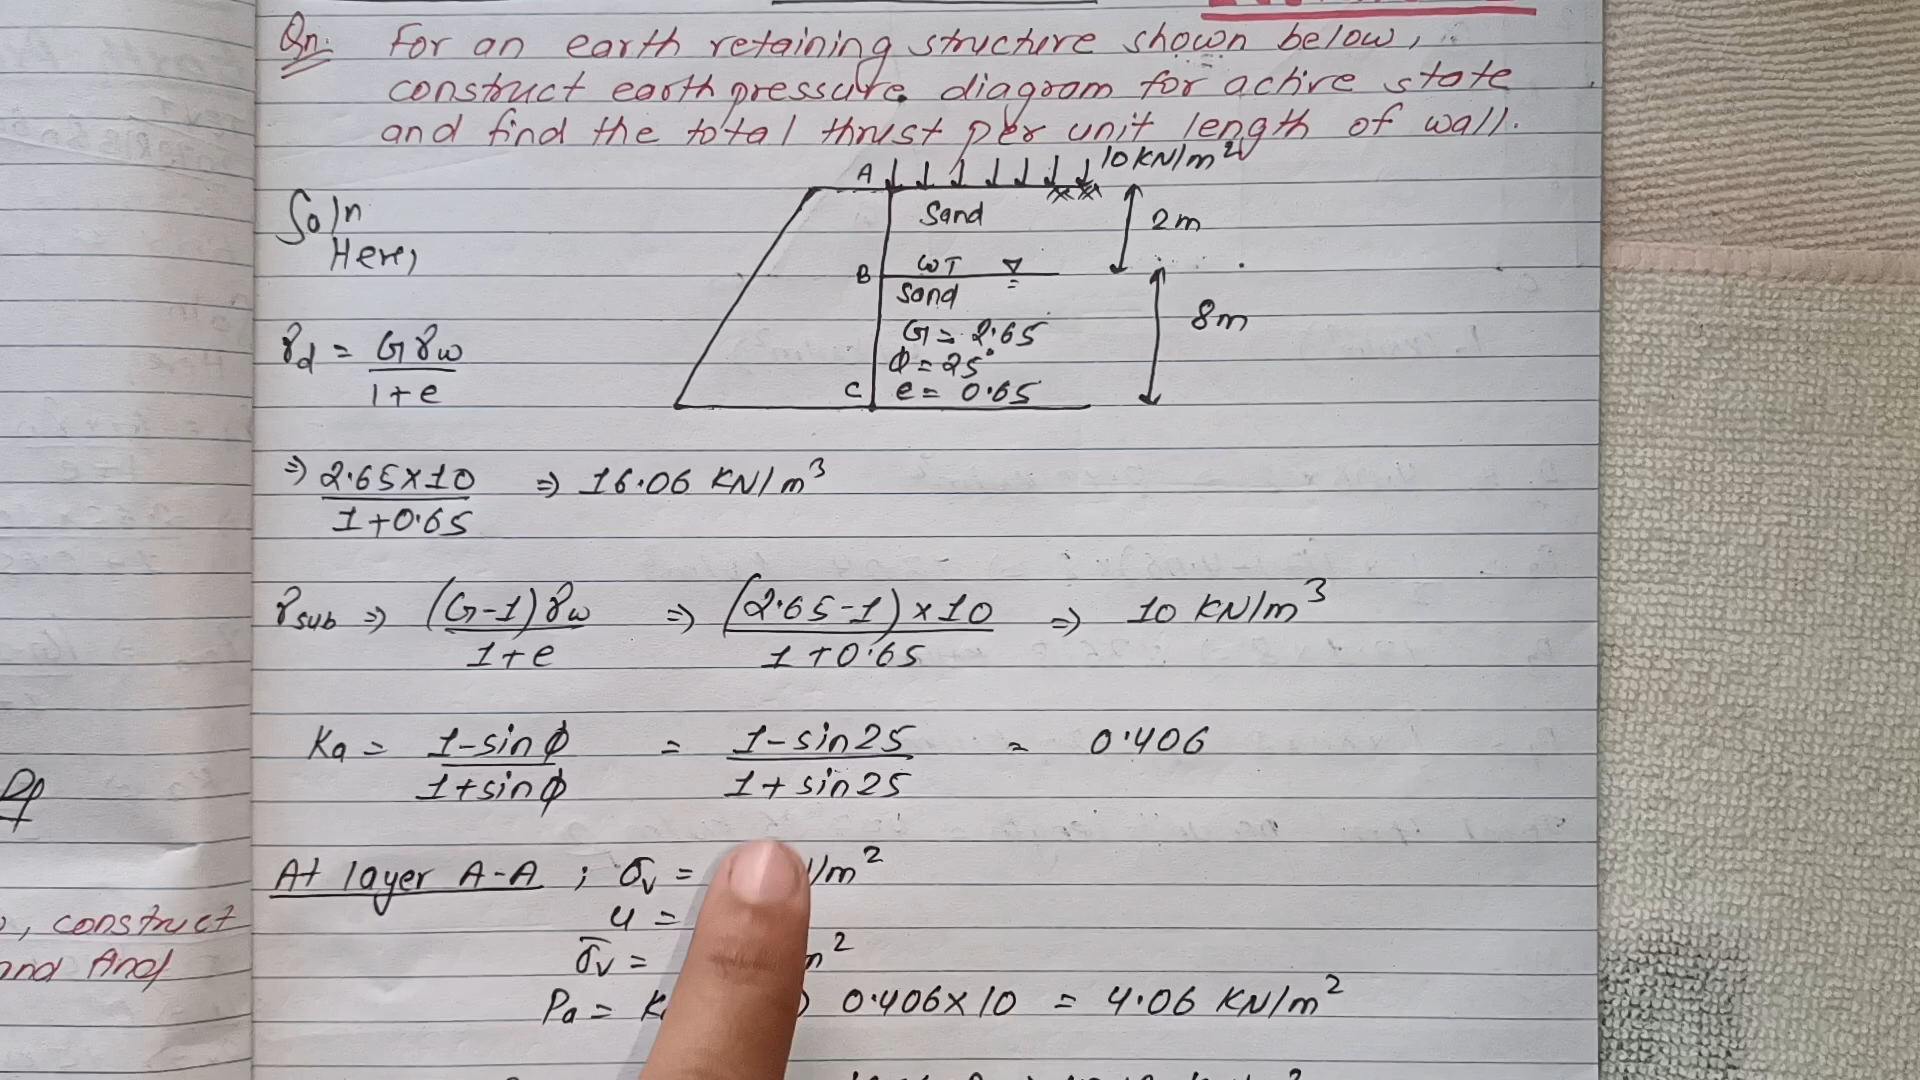 Qn. For an earth retaining structure shown below,
construct earth pressure diagram for active state
and find the total thrust per unit length of wall.
A 10 KN/m²
Soln Sand 2m
Here,
B WT
Sand
G = 2.65 8m
γd = Gγw
1+e
φ = 25°
C e = 0.65
⇒ 2.65×10 ⇒ 16.06 KN/m³
1+0.65
γsub ⇒ (G-1)γw ⇒ (2.65-1)×10 ⇒ 10 KN/m³
1+e 1+0.65
Ka = 1-sinφ = 1-sin25 = 0.406
1+sinφ 1+sin25
At layer A-A ; σv = /m²
u =
σ̄v = m²
Pa = K 0.406×10 = 4.06 KN/m²
, construct
and find